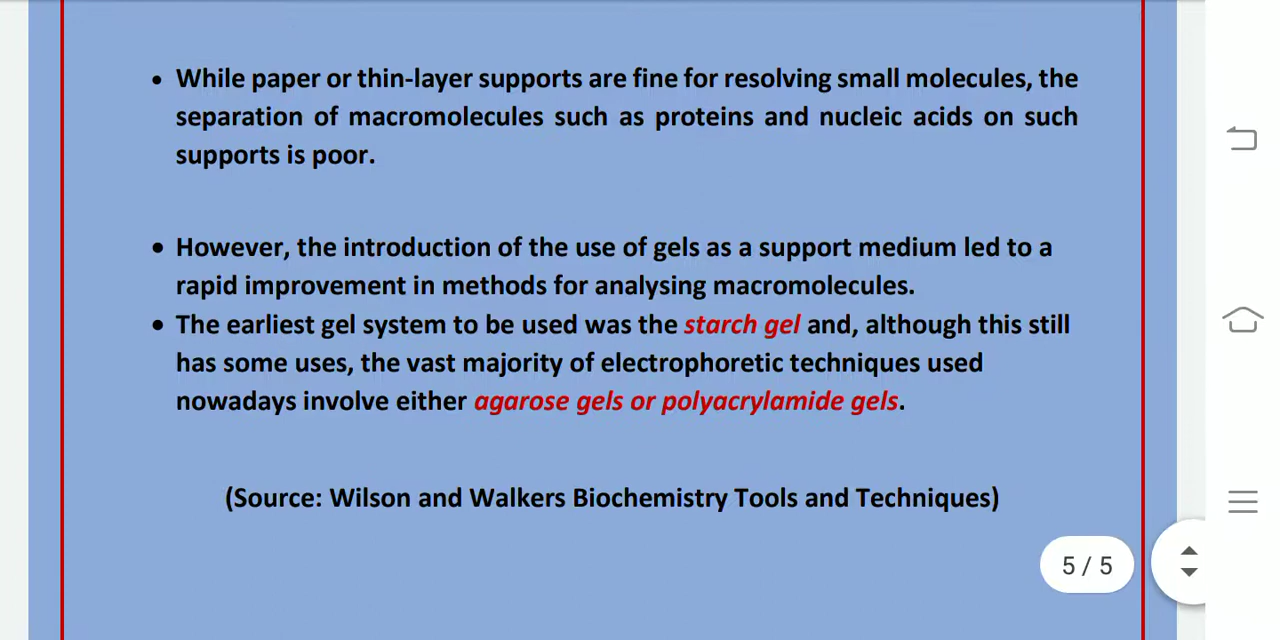 • While paper or thin-layer supports are fine for resolving small molecules, the
separation of macromolecules such as proteins and nucleic acids on such
supports is poor.
• However, the introduction of the use of gels as a support medium led to a
rapid improvement in methods for analysing macromolecules.
• The earliest gel system to be used was the starch gel and, although this still
has some uses, the vast majority of electrophoretic techniques used
nowadays involve either agarose gels or polyacrylamide gels.
(Source: Wilson and Walkers Biochemistry Tools and Techniques)
5 / 5